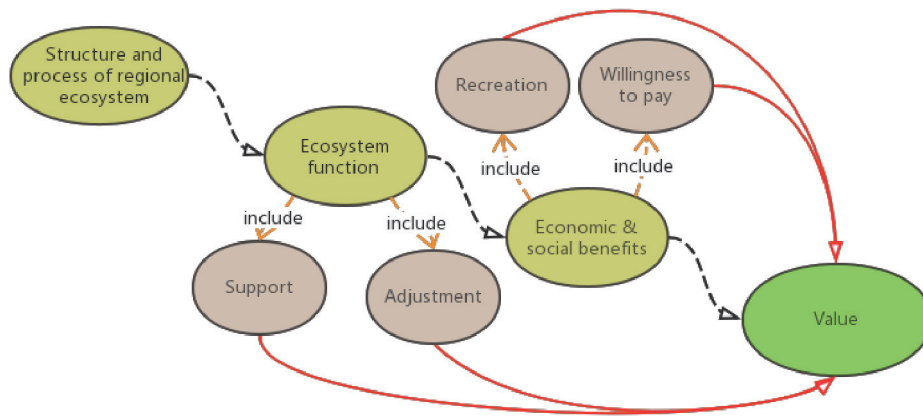 Structure and
process of regional
ecosystem
Recreation
Willingness
to pay
Ecosystem
function
include
include
include
include
Economic &
social benefits
Support
Adjustment
Value